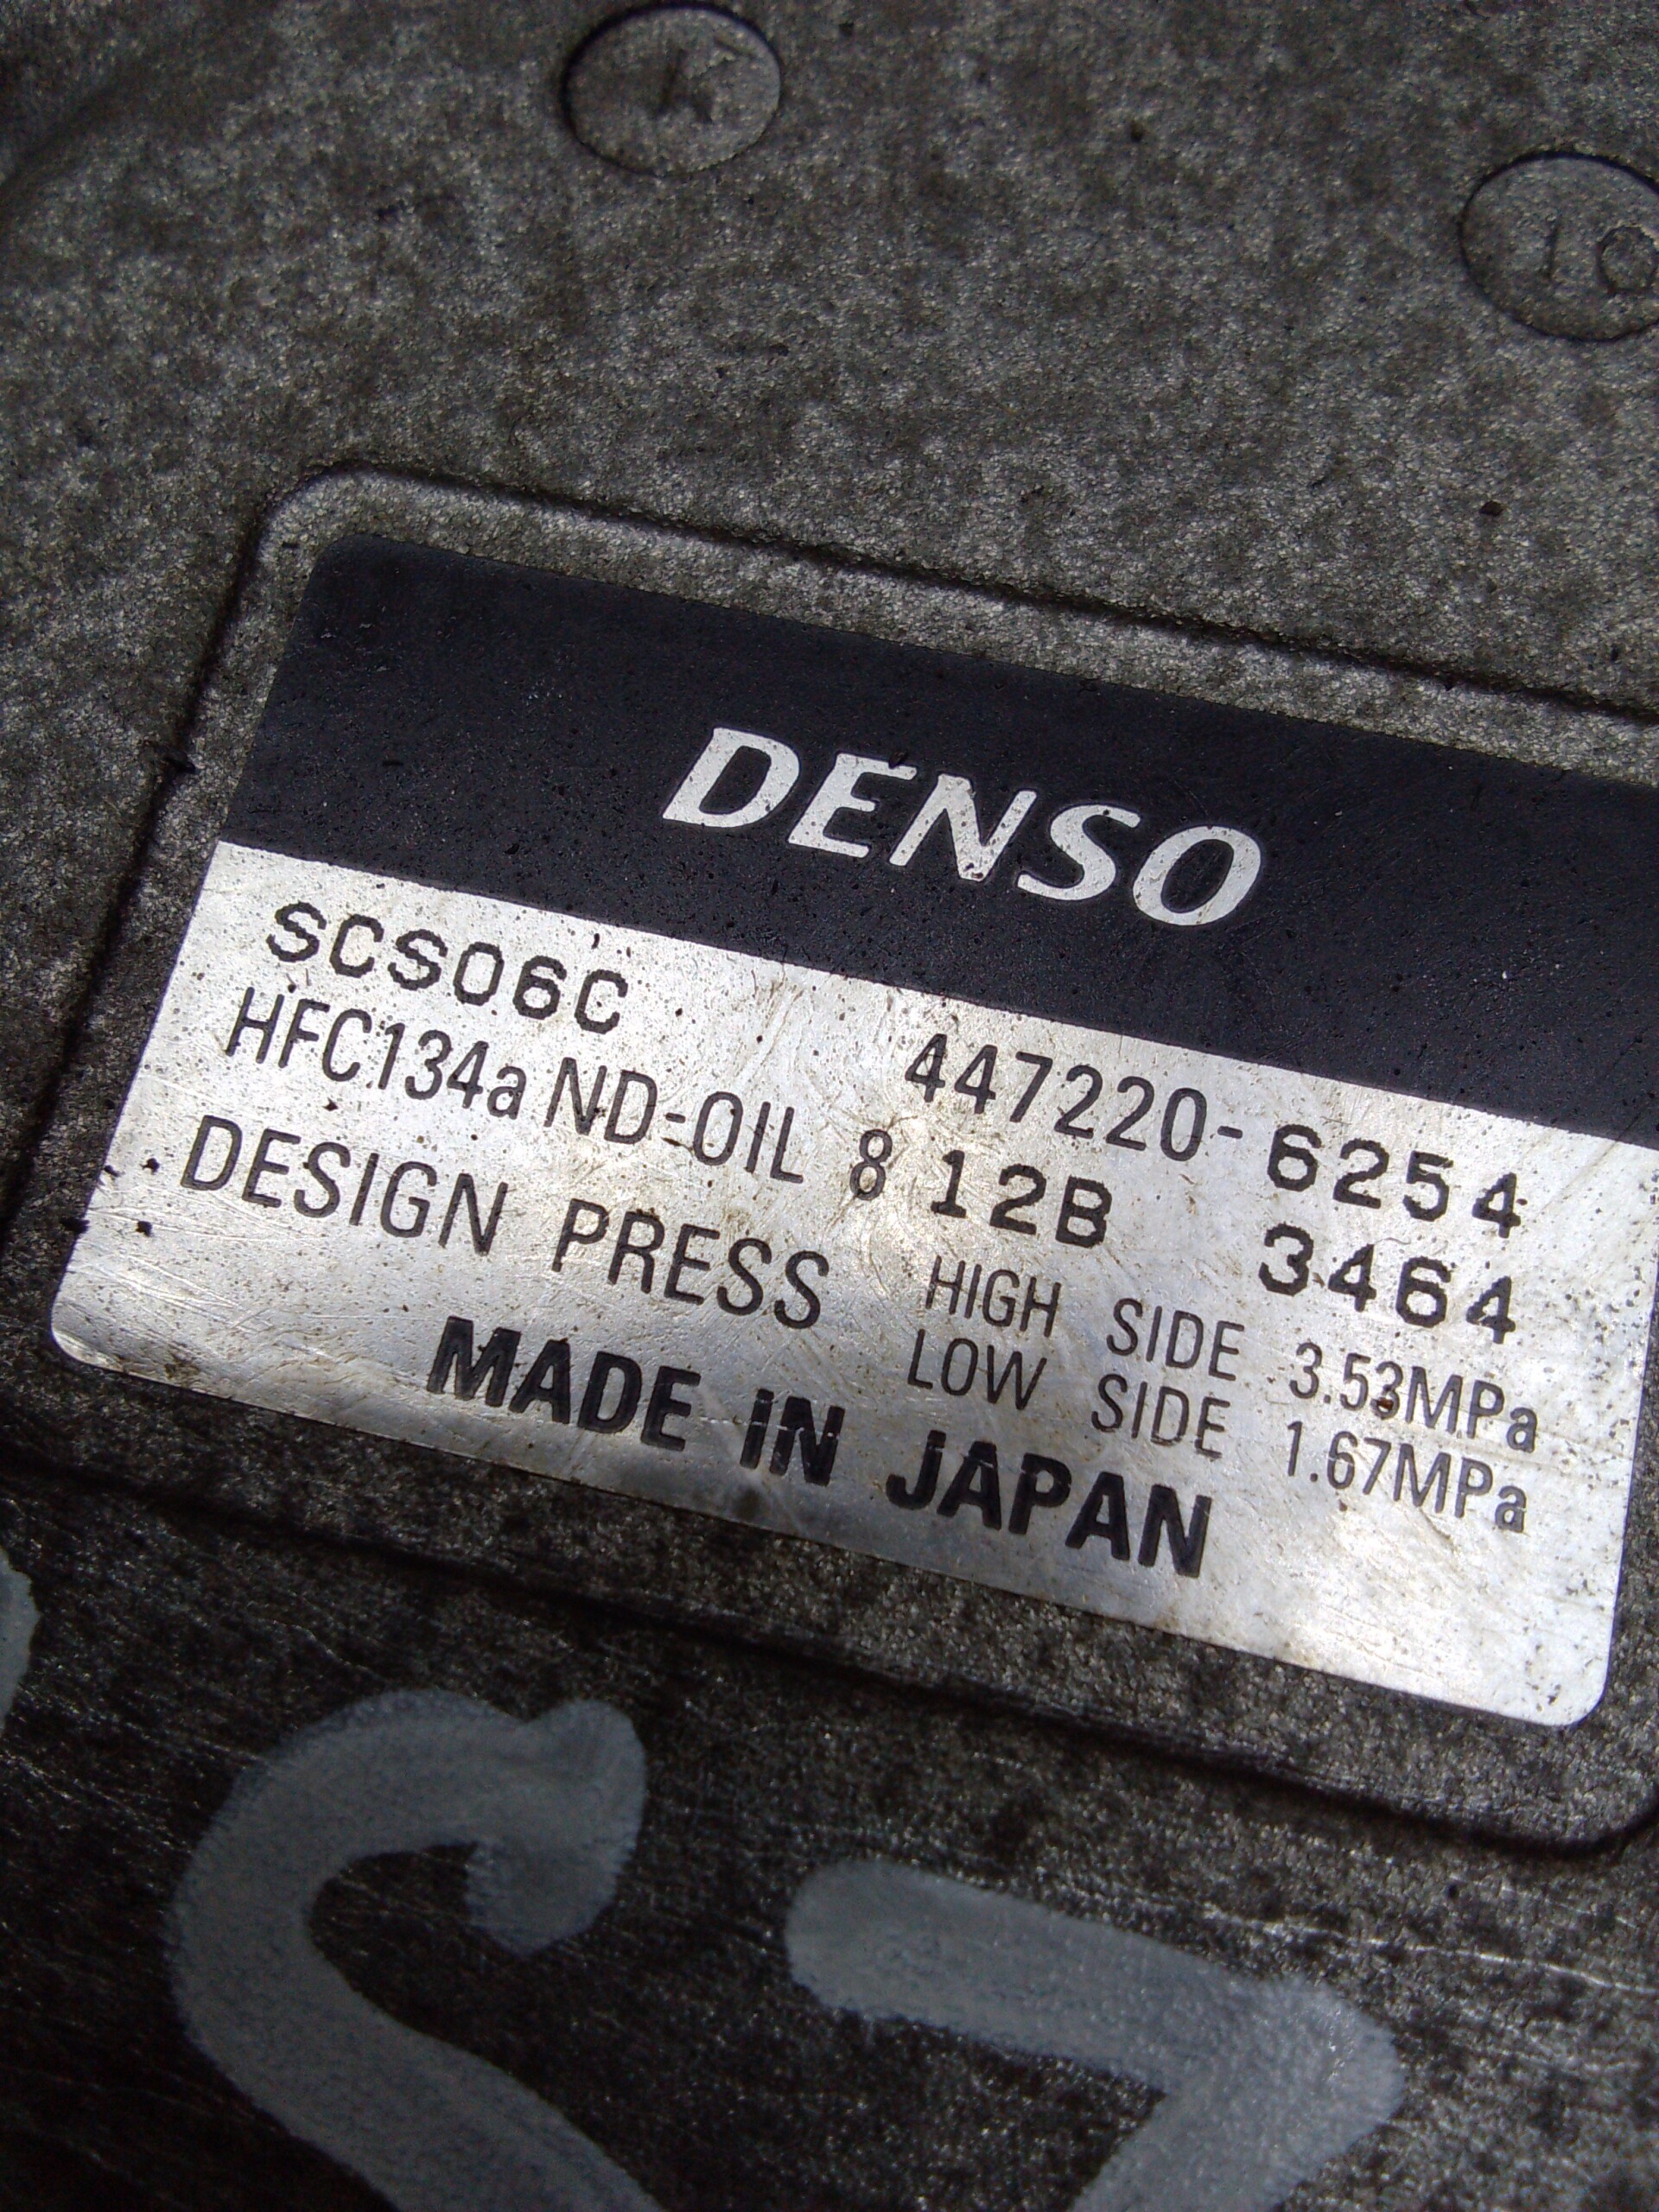 10
DENSO
SCS06C 447220-6254
HFC134a ND-OIL 8 12B 3464
DESIGN PRESS HIGH SIDE 3.53MPa
LOW SIDE 1.67MPa
MADE IN JAPAN